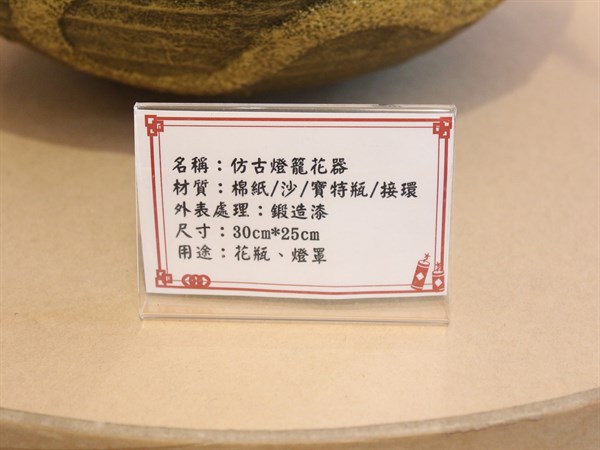 名稱：仿古燈籠花器
材質：棉紙/沙/寶特瓶/接環
外表處理：鍛造漆
尺寸：30cm*25cm
用途：花瓶、燈罩